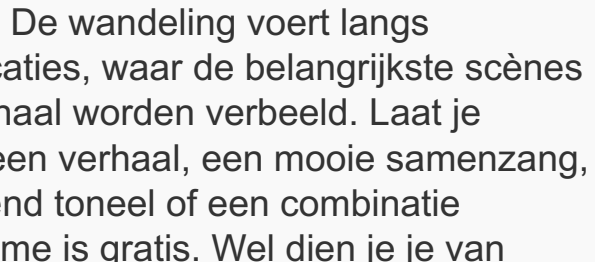 De wandeling voert langs
caties, waar de belangrijkste scènes
haal worden verbeeld. Laat je
een verhaal, een mooie samenzang,
end toneel of een combinatie
me is gratis. Wel dien je je van